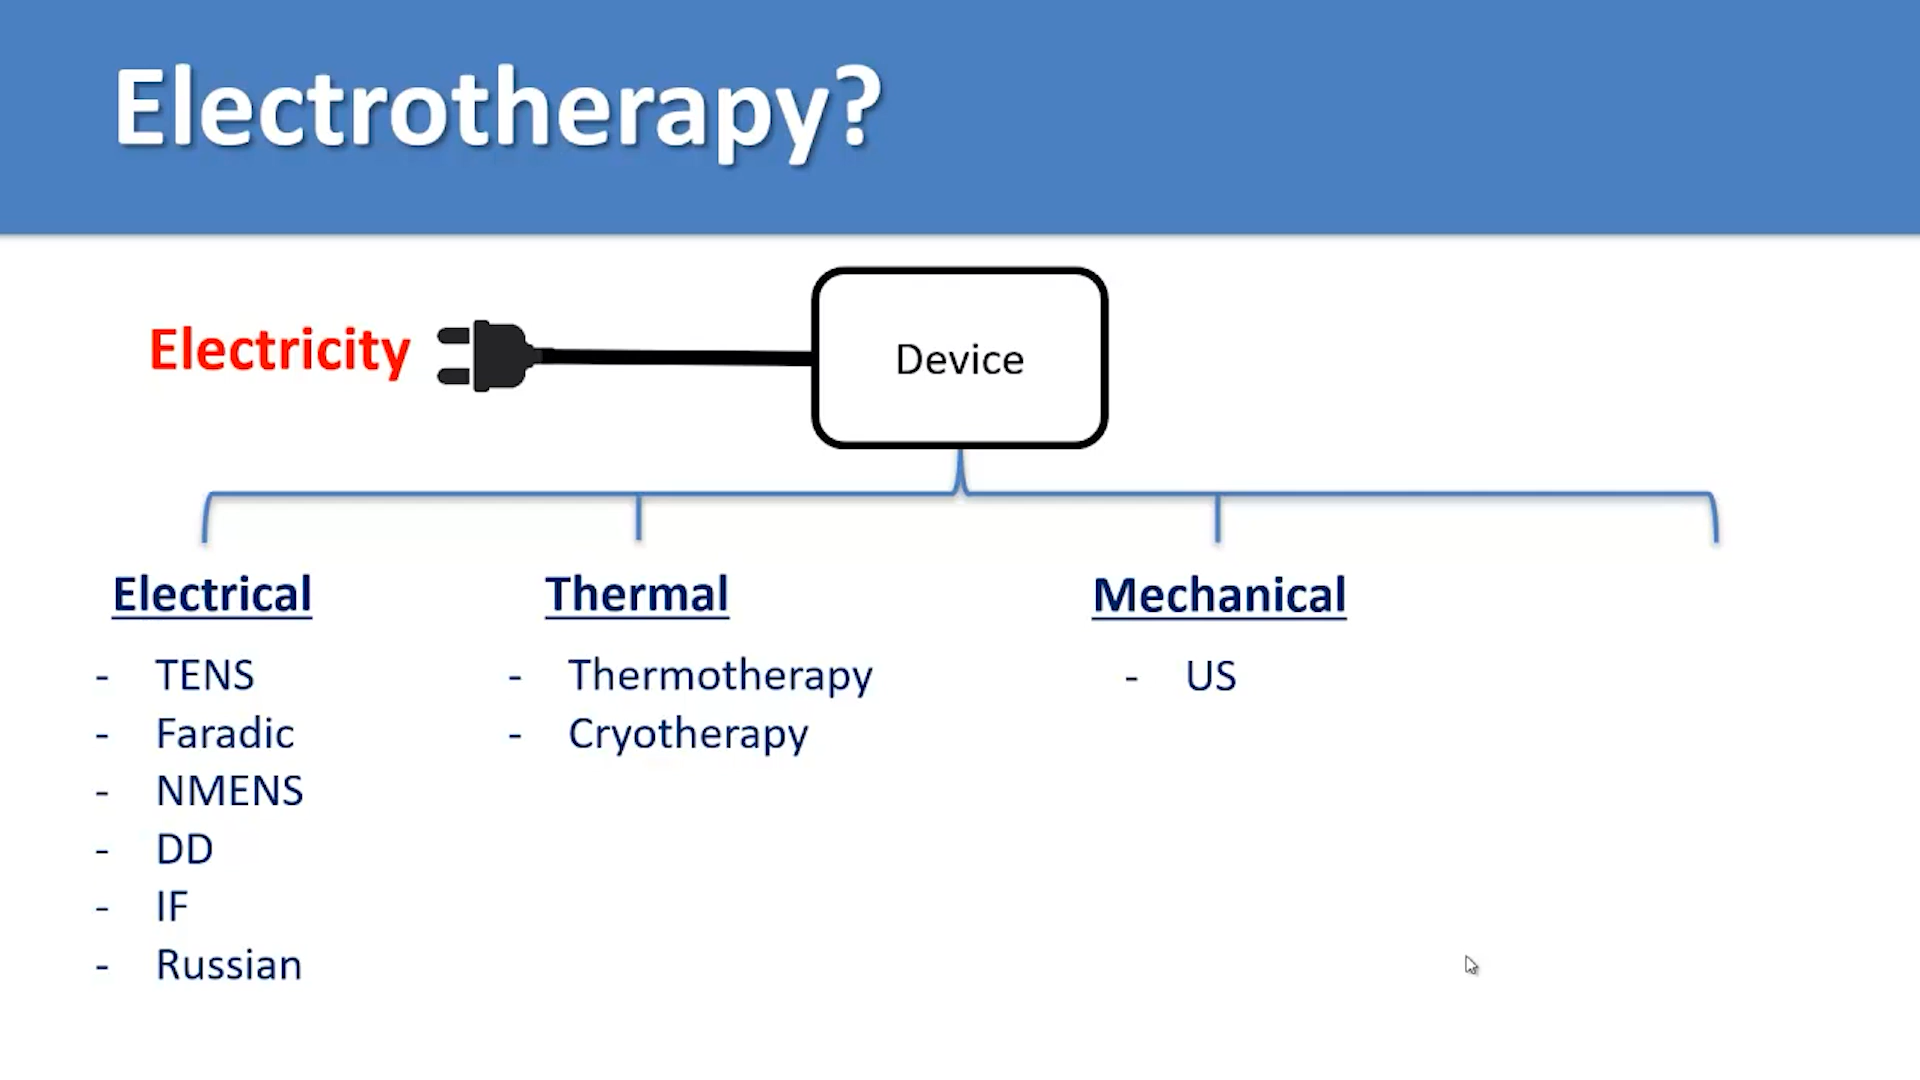 Electrotherapy?
Electricity
Device
Electrical
- TENS
- Faradic
- NMENS
- DD
- IF
- Russian
Thermal
- Thermotherapy
- Cryotherapy
Mechanical
- US